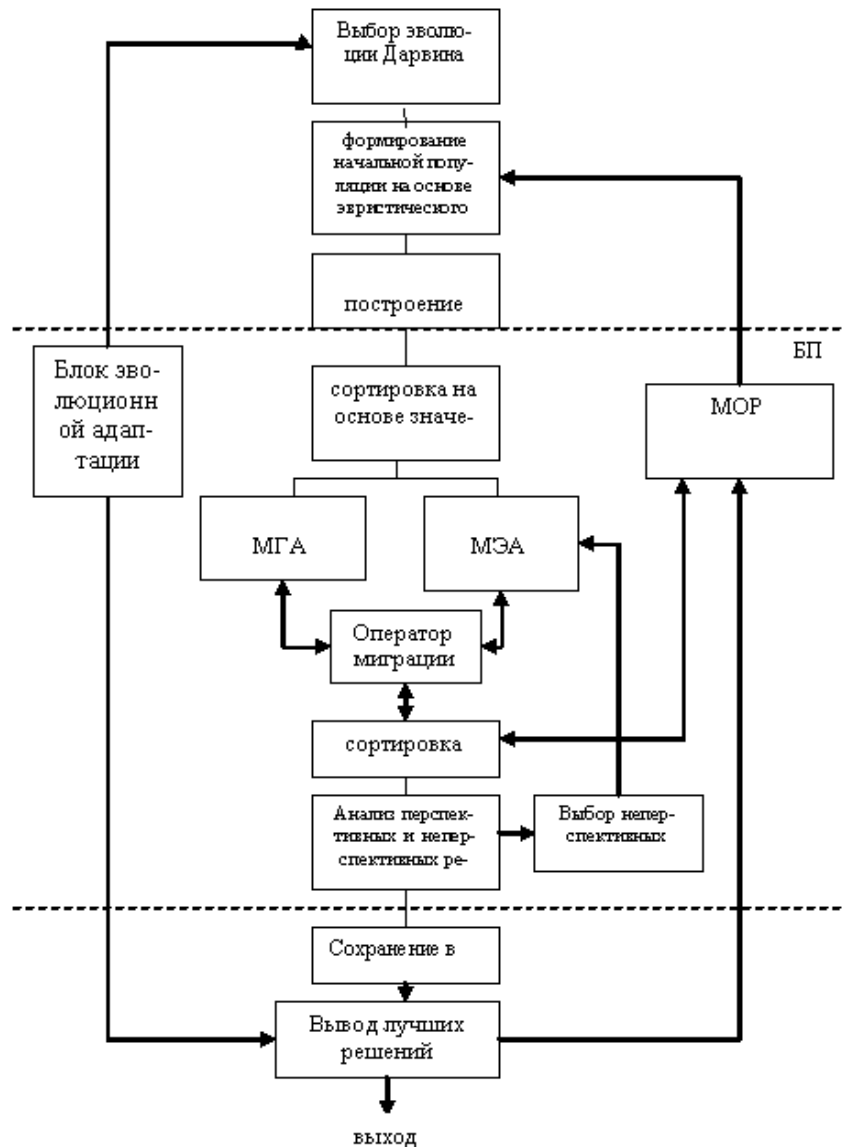 Выбор эволю-
ции Дарвина
формирование
начальной попу-
ляции на основе
эвристического
построение
БП
Блок эво-
люционн
ой адап-
тации
сортировка на
основе значе-
МОР
МГА
МЭА
Оператор
миграции
сортировка
Анализ перспек-
тивных и непер-
спективных ре-
Выбор непер-
спективных
Сохранение в
Вывод лучших
решений
выход